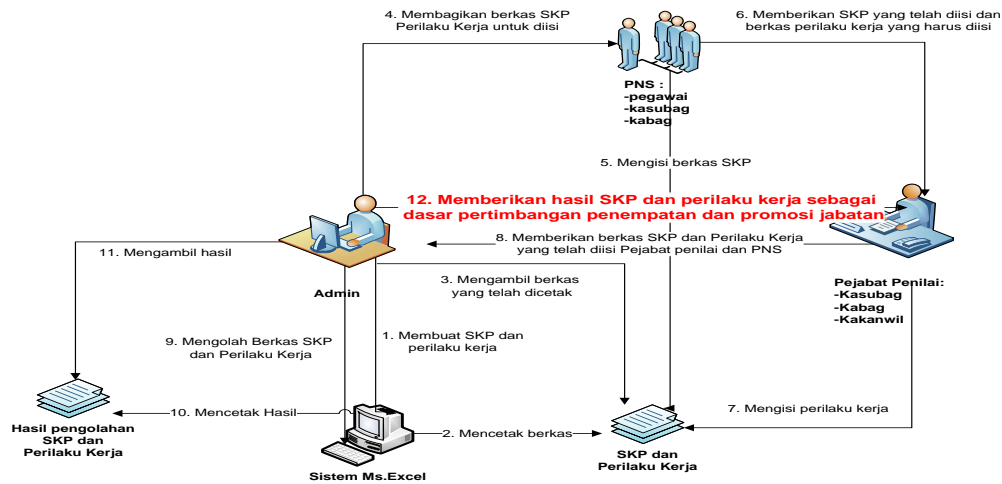 4. Membagikan berkas SKP
Perilaku Kerja untuk diisi
6. Memberikan SKP yang telah diisi dan
berkas perilaku kerja yang harus diisi
PNS :
-pegawai
-kasubag
-kabag
5. Mengisi berkas SKP
12. Memberikan hasil SKP dan perilaku kerja sebagai
dasar pertimbangan penempatan dan promosi jabatan
8. Memberikan berkas SKP dan Perilaku Kerja
yang telah diisi Pejabat penilai dan PNS
11. Mengambil hasil
3. Mengambil berkas
yang telah dicetak
Admin
Pejabat Penilai:
-Kasubag
-Kabag
-Kakanwil
9. Mengolah Berkas SKP
dan Perilaku Kerja
1. Membuat SKP dan
perilaku kerja
10. Mencetak Hasil
7. Mengisi perilaku kerja
2. Mencetak berkas
Hasil pengolahan
SKP dan
Perilaku Kerja
SKP dan
Perilaku Kerja
Sistem Ms.Excel